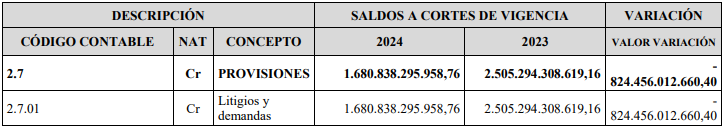 DESCRIPCIÓN SALDOS A CORTES DE VIGENCIA VARIACIÓN
CÓDIGO CONTABLE NAT CONCEPTO 2024 2023 VALOR VARIACIÓN
2.7 Cr PROVISIONES 1.680.838.295.958,76 2.505.294.308.619,16 -
824.456.012.660,40
2.7.01 Cr Litigios y
demandas 1.680.838.295.958,76 2.505.294.308.619,16 -
824.456.012.660,40